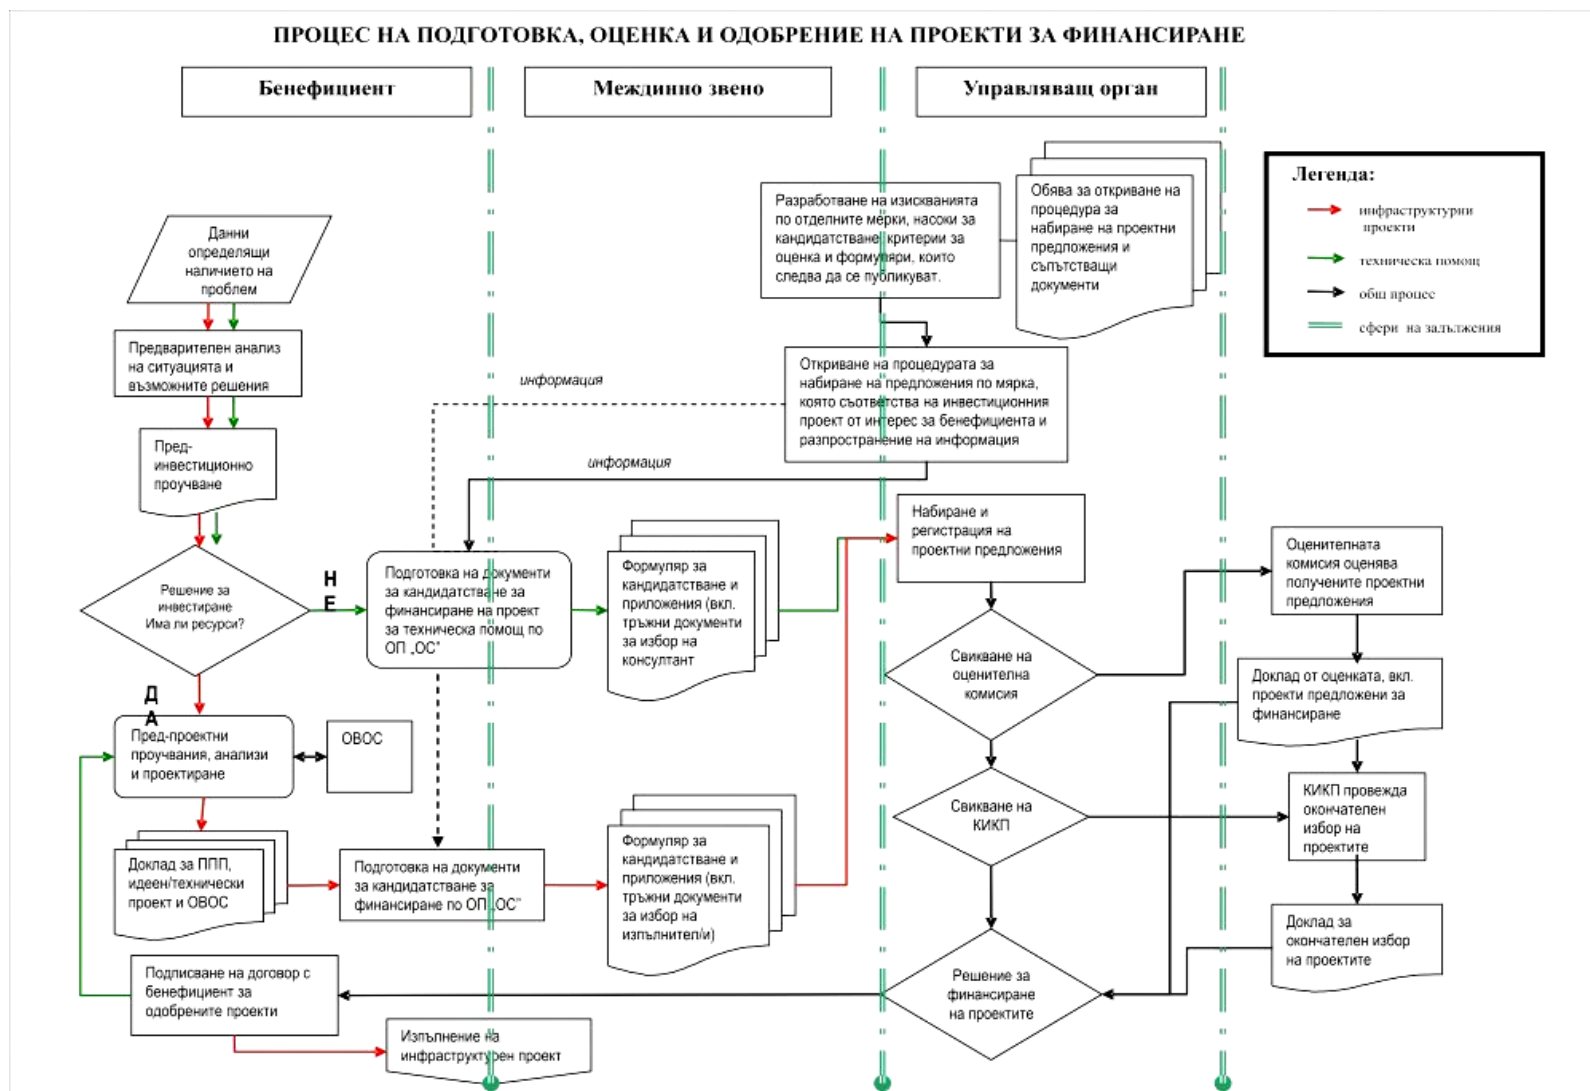 ПРОЦЕС НА ПОДГОТОВКА, ОЦЕНКА И ОДОБРЕНИЕ НА ПРОЕКТИ ЗА ФИНАНСИРАНЕ
Бенефициент
Междинно звено
Управляващ орган
Легенда:
инфраструктурни
проекти
техническа помощ
общ процес
сфери на задължения
Разработване на изискванията
по отделните мерки, насоки за
кандидатстване, критерии за
оценка и формуляри, които
следва да се публикуват.
Обява за откриване на
процедура за
набиране на проектни
предложения и
съпътстващи
документи
Данни
определящи
наличието на
проблем
Предварителен анализ
на ситуацията и
възможните решения
информация
Откриване на процедурата за
набиране на предложения по мярка,
която съответства на инвестиционния
проект от интерес за бенефициента и
разпространение на информация
Пред-
инвестиционно
проучване
информация
Набиране и
регистрация на
проектни предложения
Оценителната
комисия оценява
получените проектни
предложения
Решение за
инвестиране
Има ли ресурси?
Н
Е
Подготовка на документи
за кандидатстване за
финансиране на проект
за техническа помощ по
ОП „ОС”
Формуляр за
кандидатстване и
приложения (вкл.
тръжни документи
за избор на
консултант
Свикване на
оценителна
комисия
Доклад от оценката, вкл.
проекти предложени за
финансиране
Д
А
Пред-проектни
проучвания, анализи
и проектиране
ОВОС
Свикване на
КИКП
КИКП провежда
окончателен
избор на
проектите
Доклад за ППП,
идеен/технически
проект и ОВОС
Подготовка на документи
за кандидатстване за
финансиране по ОП„ОС”
Формуляр за
кандидатстване и
приложения (вкл.
тръжни документи
за избор на
изпълнител/и)
Доклад за
окончателен избор
на проектите
Подписване на договор с
бенефициент за
одобрените проекти
Решение за
финансиране
на проектите
Изпълнение на
инфраструктурен проект